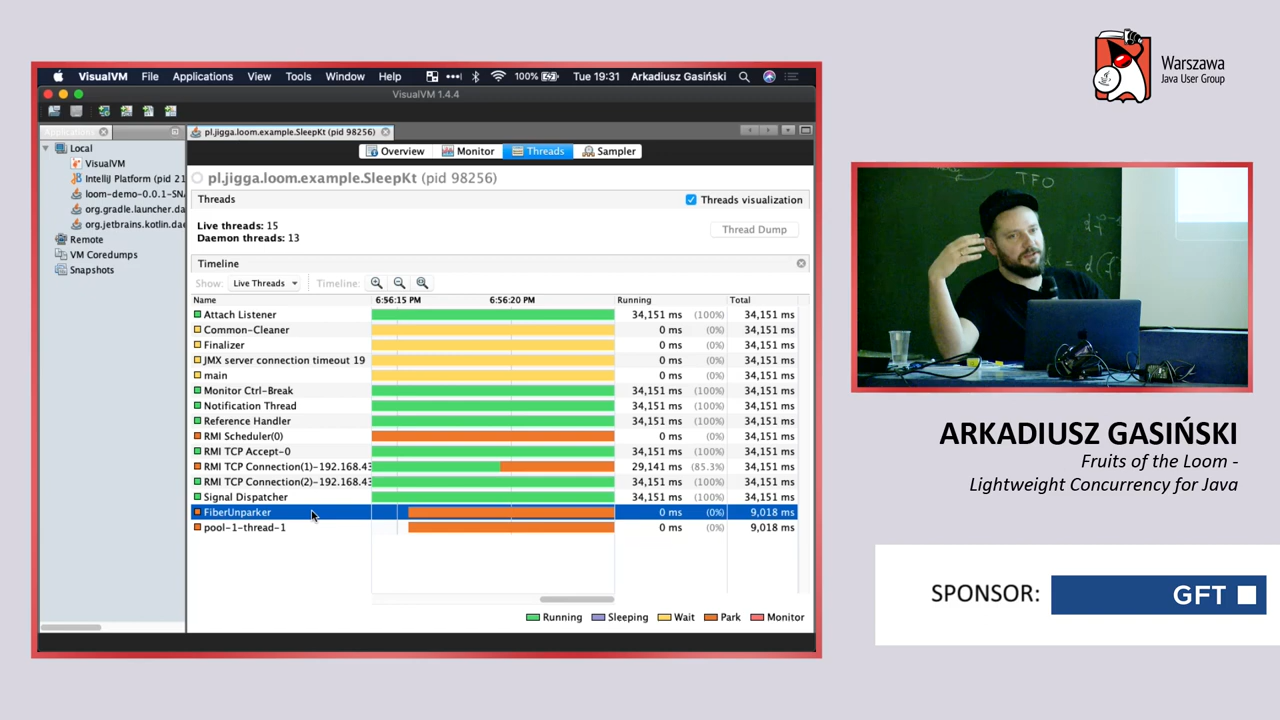 VisualVM File Applications View Tools Window Help 100% Tue 19:31 Arkadiusz Gasiński
VisualVM 1.4.4
Applications
pl.jigga.loom.example.SleepKt (pid 98256)
Local
VisualVM
IntelliJ Platform (pid 21
loom-demo-0.0.1-SNA
org.gradle.launcher.da
org.jetbrains.kotlin.dae
Remote
VM Coredumps
Snapshots
Overview Monitor Threads Sampler
pl.jigga.loom.example.SleepKt (pid 98256)
Threads Threads visualization
Live threads: 15
Daemon threads: 13
Thread Dump
Timeline
Show: Live Threads Timeline:
Name 6:56:15 PM 6:56:20 PM Running Total
Attach Listener 34,151 ms (100%) 34,151 ms
Common-Cleaner 0 ms (0%) 34,151 ms
Finalizer 0 ms (0%) 34,151 ms
JMX server connection timeout 19 0 ms (0%) 34,151 ms
main 0 ms (0%) 34,151 ms
Monitor Ctrl-Break 34,151 ms (100%) 34,151 ms
Notification Thread 34,151 ms (100%) 34,151 ms
Reference Handler 34,151 ms (100%) 34,151 ms
RMI Scheduler(0) 0 ms (0%) 34,151 ms
RMI TCP Accept-0 34,151 ms (100%) 34,151 ms
RMI TCP Connection(1)-192.168.43 29,141 ms (85.3%) 34,151 ms
RMI TCP Connection(2)-192.168.43 34,151 ms (100%) 34,151 ms
Signal Dispatcher 34,151 ms (100%) 34,151 ms
FiberUnparker 0 ms (0%) 9,018 ms
pool-1-thread-1 0 ms (0%) 9,018 ms
Running Sleeping Wait Park Monitor
Warszawa
Java User Group
TFO
ARKADIUSZ GASIŃSKI
Fruits of the Loom -
Lightweight Concurrency for Java
SPONSOR: GFT